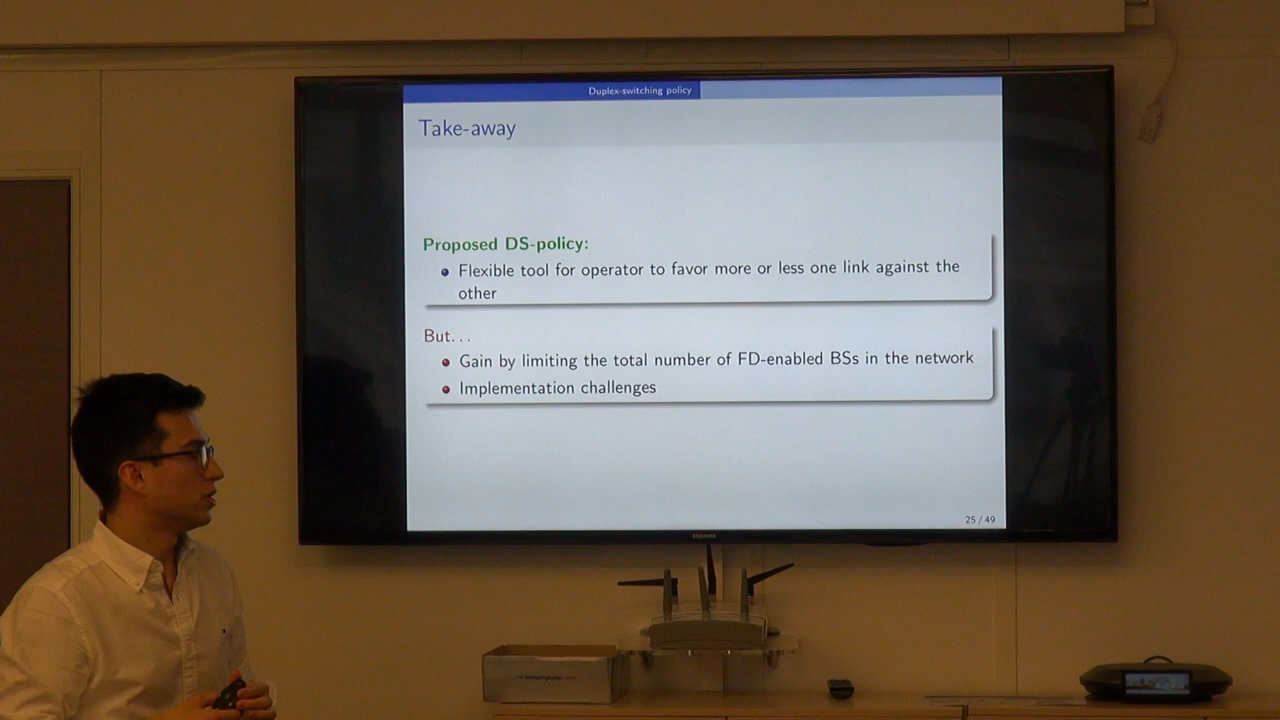 Duplex-switching policy
Take-away
Proposed DS-policy:
Flexible tool for operator to favor more or less one link against the
other
But...
Gain by limiting the total number of FD-enabled BSs in the network
Implementation challenges
25 / 49
SAMSUNG